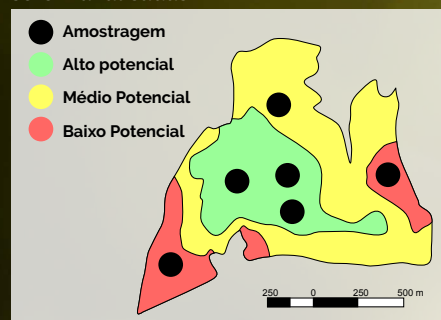 Amostragem
Alto potencial
Médio Potencial
Baixo Potencial
250 0 250 500 m